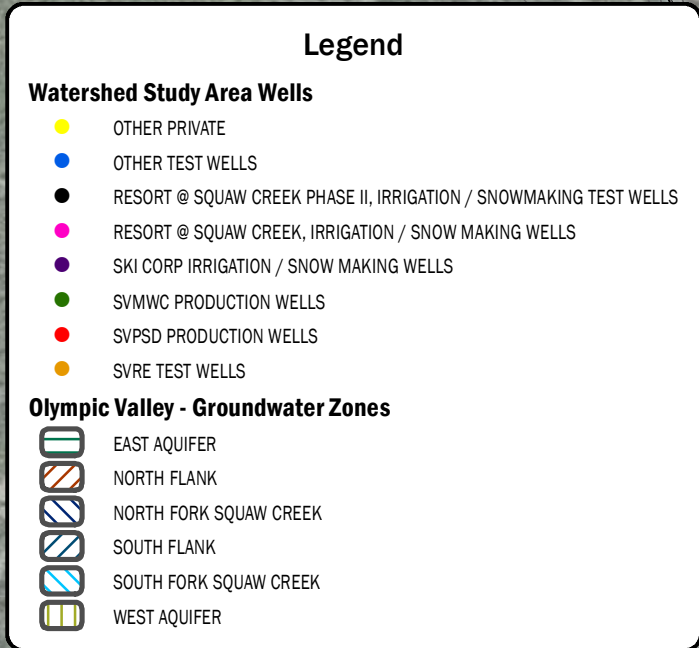 Legend
Watershed Study Area Wells
OTHER PRIVATE
OTHER TEST WELLS
RESORT @ SQUAW CREEK PHASE II, IRRIGATION / SNOWMAKING TEST WELLS
RESORT @ SQUAW CREEK, IRRIGATION / SNOW MAKING WELLS
SKI CORP IRRIGATION / SNOW MAKING WELLS
SVMWC PRODUCTION WELLS
SVPSD PRODUCTION WELLS
SVRE TEST WELLS
Olympic Valley - Groundwater Zones
EAST AQUIFER
NORTH FLANK
NORTH FORK SQUAW CREEK
SOUTH FLANK
SOUTH FORK SQUAW CREEK
WEST AQUIFER